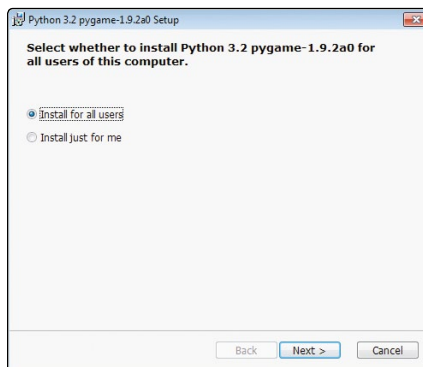 Python 3.2 pygame-1.9.2a0 Setup
Select whether to install Python 3.2 pygame-1.9.2a0 for
all users of this computer.
Install for all users
Install just for me
Back Next > Cancel